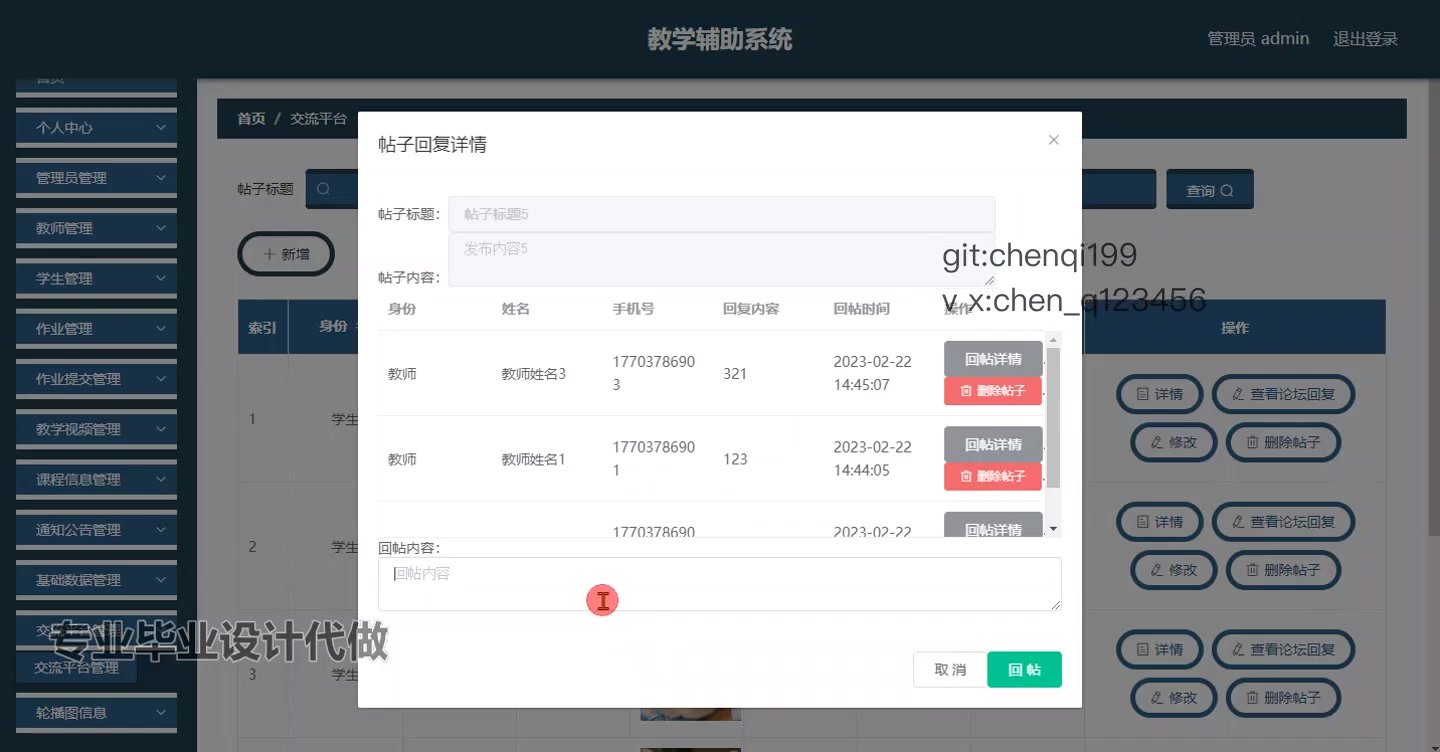 教学辅助系统
管理员 admin
退出登录
首页
个人中心
管理员管理
教师管理
学生管理
作业管理
作业提交管理
教学视频管理
课程信息管理
通知公告管理
基础数据管理
交流平台管理
轮播图信息
首页 / 交流平台
帖子标题
查询
+ 新增
索引
身份
操作
1
学生
详情
查看论坛回复
修改
删除帖子
2
学生
详情
查看论坛回复
修改
删除帖子
3
学生
详情
查看论坛回复
修改
删除帖子
帖子回复详情
帖子标题：
帖子标题5
帖子内容：
发布内容5
身份 姓名 手机号 回复内容 回帖时间 操作
教师 教师姓名3 17703786903 321 2023-02-22 14:45:07
回帖详情
删除帖子
教师 教师姓名1 17703786901 123 2023-02-22 14:44:05
回帖详情
删除帖子
1770378690 2023-02-22
回帖详情
回帖内容：
回帖内容
取 消
回 帖
git:chenqi199
v x:chen_q123456
专业毕业设计代做